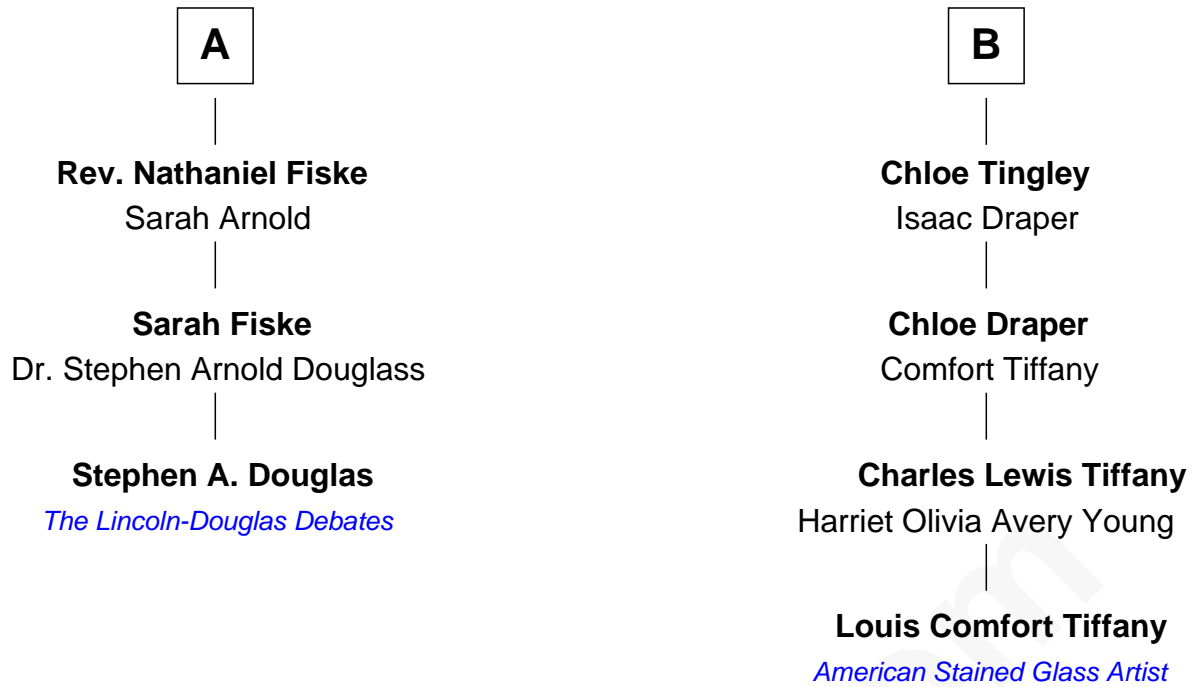 A
Rev. Nathaniel Fiske
Sarah Arnold
Sarah Fiske
Dr. Stephen Arnold Douglass
Stephen A. Douglas
The Lincoln-Douglas Debates
B
Chloe Tingley
Isaac Draper
Chloe Draper
Comfort Tiffany
Charles Lewis Tiffany
Harriet Olivia Avery Young
Louis Comfort Tiffany
American Stained Glass Artist